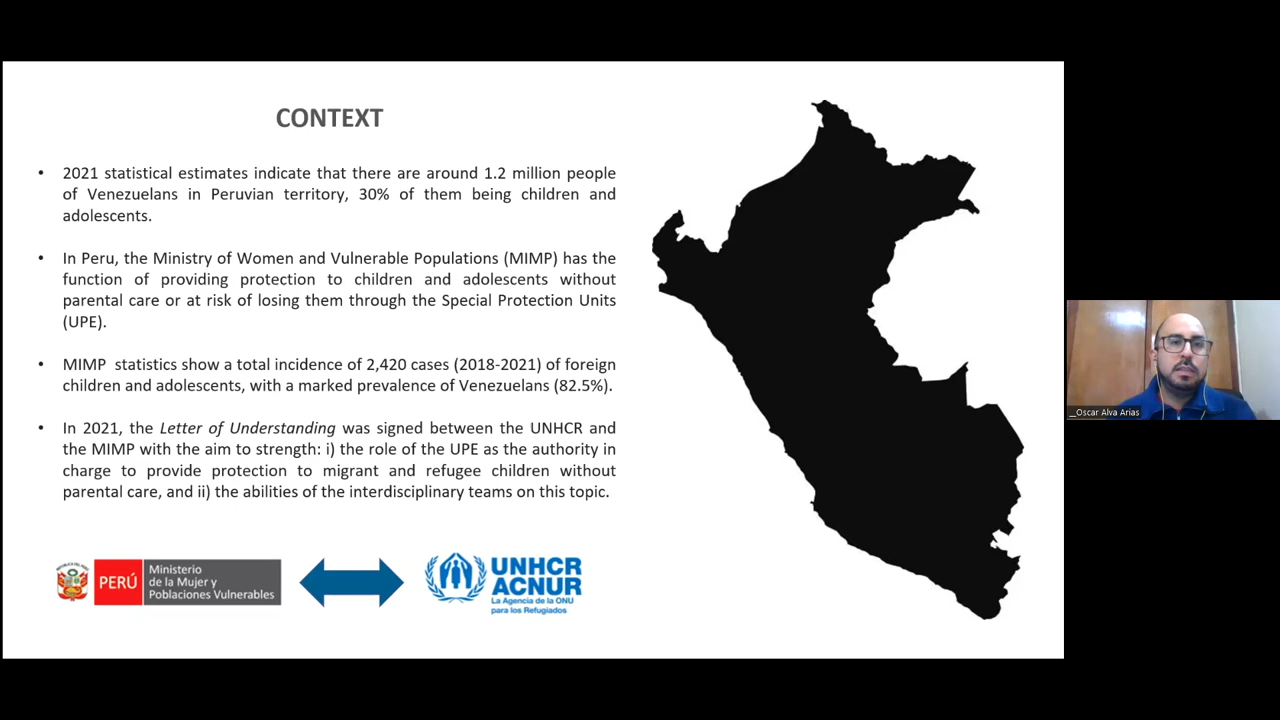 CONTEXT
• 2021 statistical estimates indicate that there are around 1.2 million people
of Venezuelans in Peruvian territory, 30% of them being children and
adolescents.
• In Peru, the Ministry of Women and Vulnerable Populations (MIMP) has the
function of providing protection to children and adolescents without
parental care or at risk of losing them through the Special Protection Units
(UPE).
• MIMP statistics show a total incidence of 2,420 cases (2018-2021) of foreign
children and adolescents, with a marked prevalence of Venezuelans (82.5%).
• In 2021, the Letter of Understanding was signed between the UNHCR and
the MIMP with the aim to strength: i) the role of the UPE as the authority in
charge to provide protection to migrant and refugee children without
parental care, and ii) the abilities of the interdisciplinary teams on this topic.
PERÚ
Ministerio
de la Mujer y
Poblaciones Vulnerables
UNHCR
ACNUR
La Agencia de la ONU
para los Refugiados
__Oscar Alva Arias